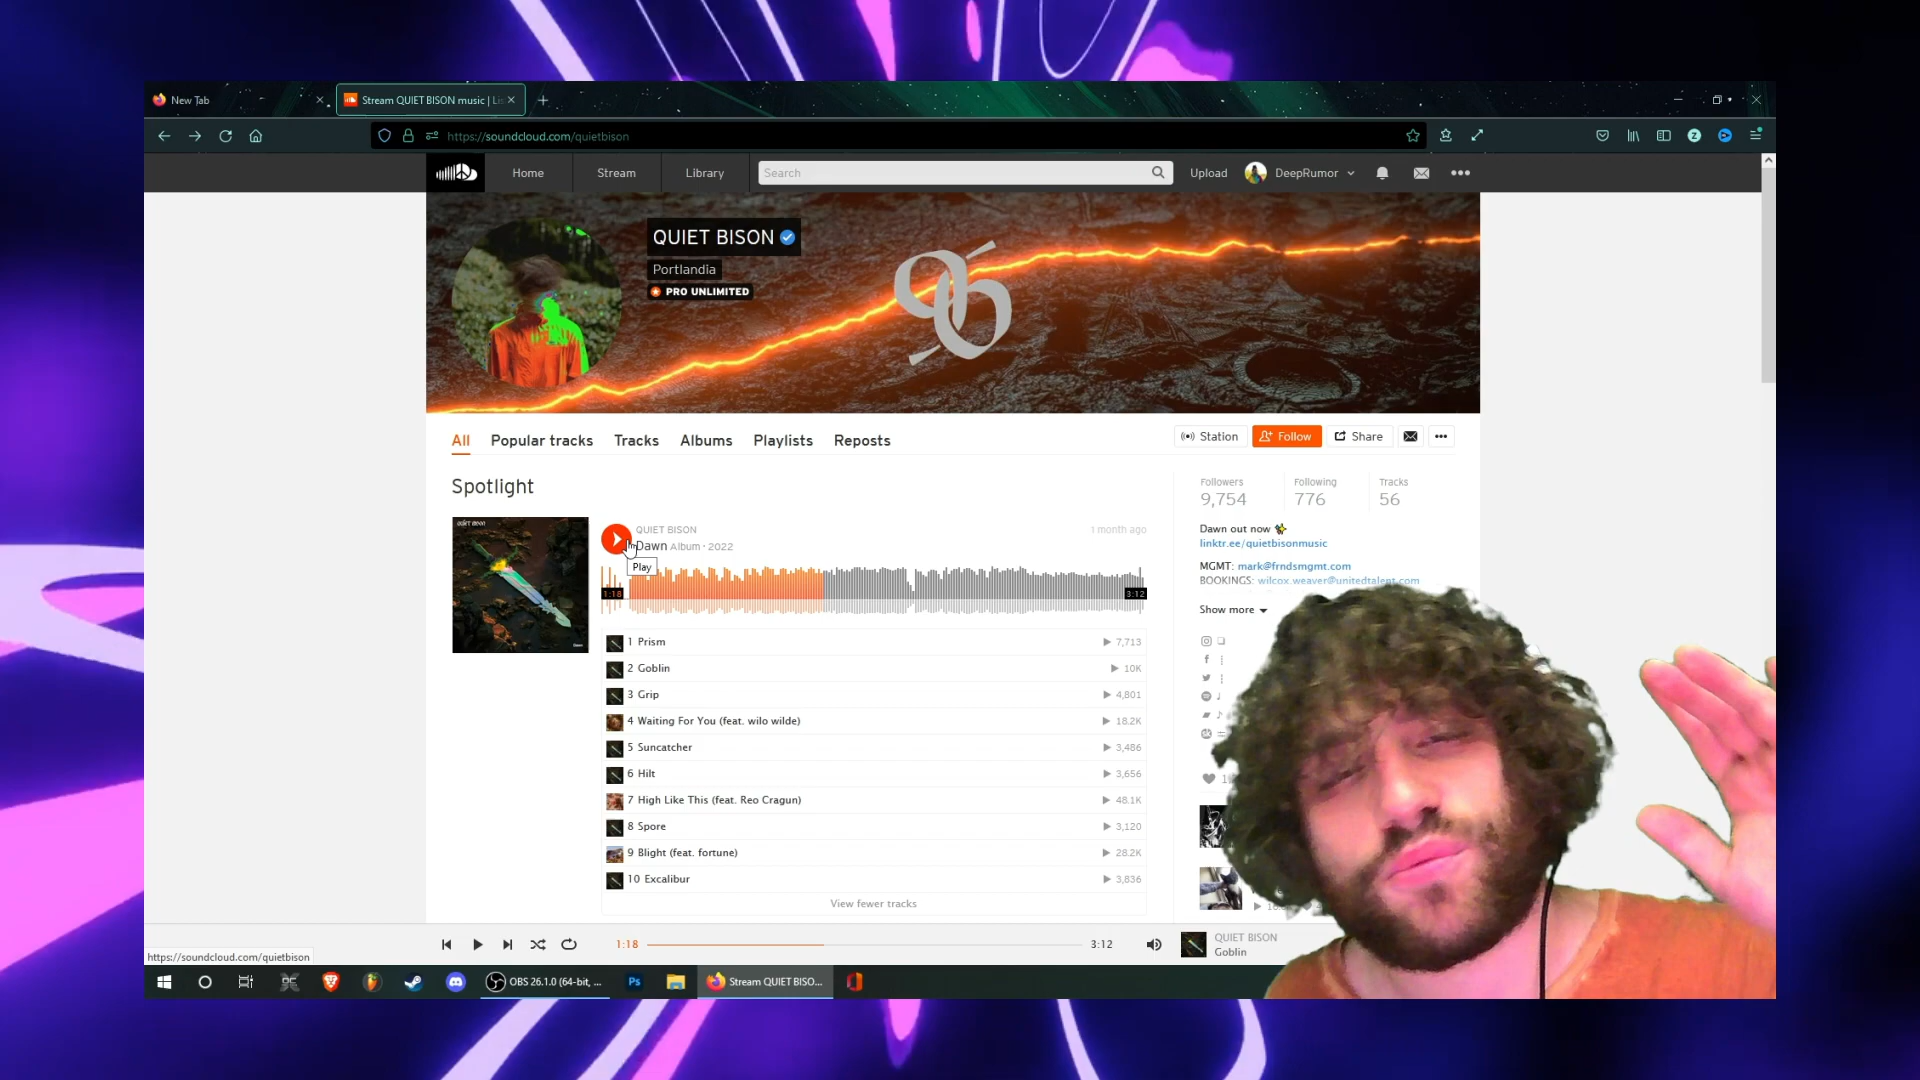 New Tab
Stream QUIET BISON music | Lis
https://soundcloud.com/quietbison
Home
Stream
Library
Search
Upload
DeepRumor
QUIET BISON
Portlandia
PRO UNLIMITED
All
Popular tracks
Tracks
Albums
Playlists
Reposts
Station
Follow
Share
Spotlight
Followers
9,754
Following
776
Tracks
56
QUIET BISON
1 month ago
Dawn Album · 2022
Play
1:18
3:12
Dawn out now
linktr.ee/quietbisonmusic
MGMT: mark@frndsmgmt.com
BOOKINGS: wilcox.weaver@unitedtalent.com
Show more
1 Prism 7,713
2 Goblin 10K
3 Grip 4,801
4 Waiting For You (feat. wilo wilde) 18.2K
5 Suncatcher 3,486
6 Hilt 3,656
7 High Like This (feat. Reo Cragun) 48.1K
8 Spore 3,120
9 Blight (feat. fortune) 28.2K
10 Excalibur 3,836
View fewer tracks
1:18
3:12
QUIET BISON
Goblin
https://soundcloud.com/quietbison
OBS 26.1.0 (64-bit, ...
Ps
Stream QUIET BISO...